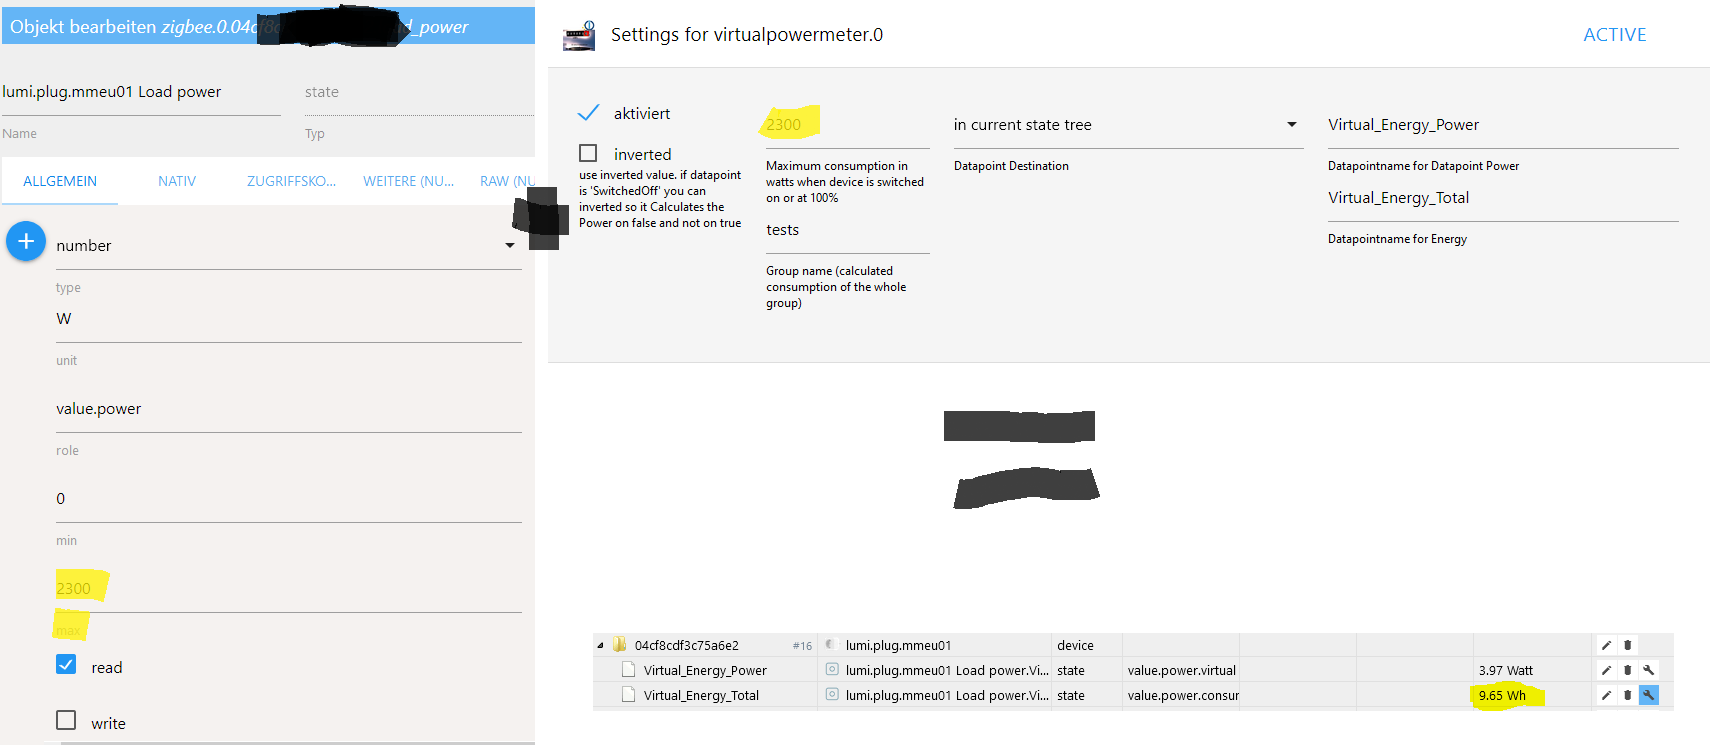 Objekt bearbeiten zigbee.0.04cf8c d_power
lumi.plug.mmeu01 Load power
state
Name
Typ
ALLGEMEIN
NATIV
ZUGRIFFSKO...
WEITERE (NU...
RAW (NU
number
type
W
unit
value.power
role
0
min
2300
max
read
write
Settings for virtualpowermeter.0
ACTIVE
aktiviert
inverted
use inverted value. if datapoint
is 'SwitchedOff' you can
inverted so it Calculates the
Power on false and not on true
2300
Maximum consumption in
watts when device is switched
on or at 100%
tests
Group name (calculated
consumption of the whole
group)
in current state tree
Datapoint Destination
Virtual_Energy_Power
Datapointname for Datapoint Power
Virtual_Energy_Total
Datapointname for Energy
04cf8cdf3c75a6e2 #16 lumi.plug.mmeu01 device
Virtual_Energy_Power lumi.plug.mmeu01 Load power.Vi... state value.power.virtual 3.97 Watt
Virtual_Energy_Total lumi.plug.mmeu01 Load power.Vi... state value.power.consur 9.65 Wh